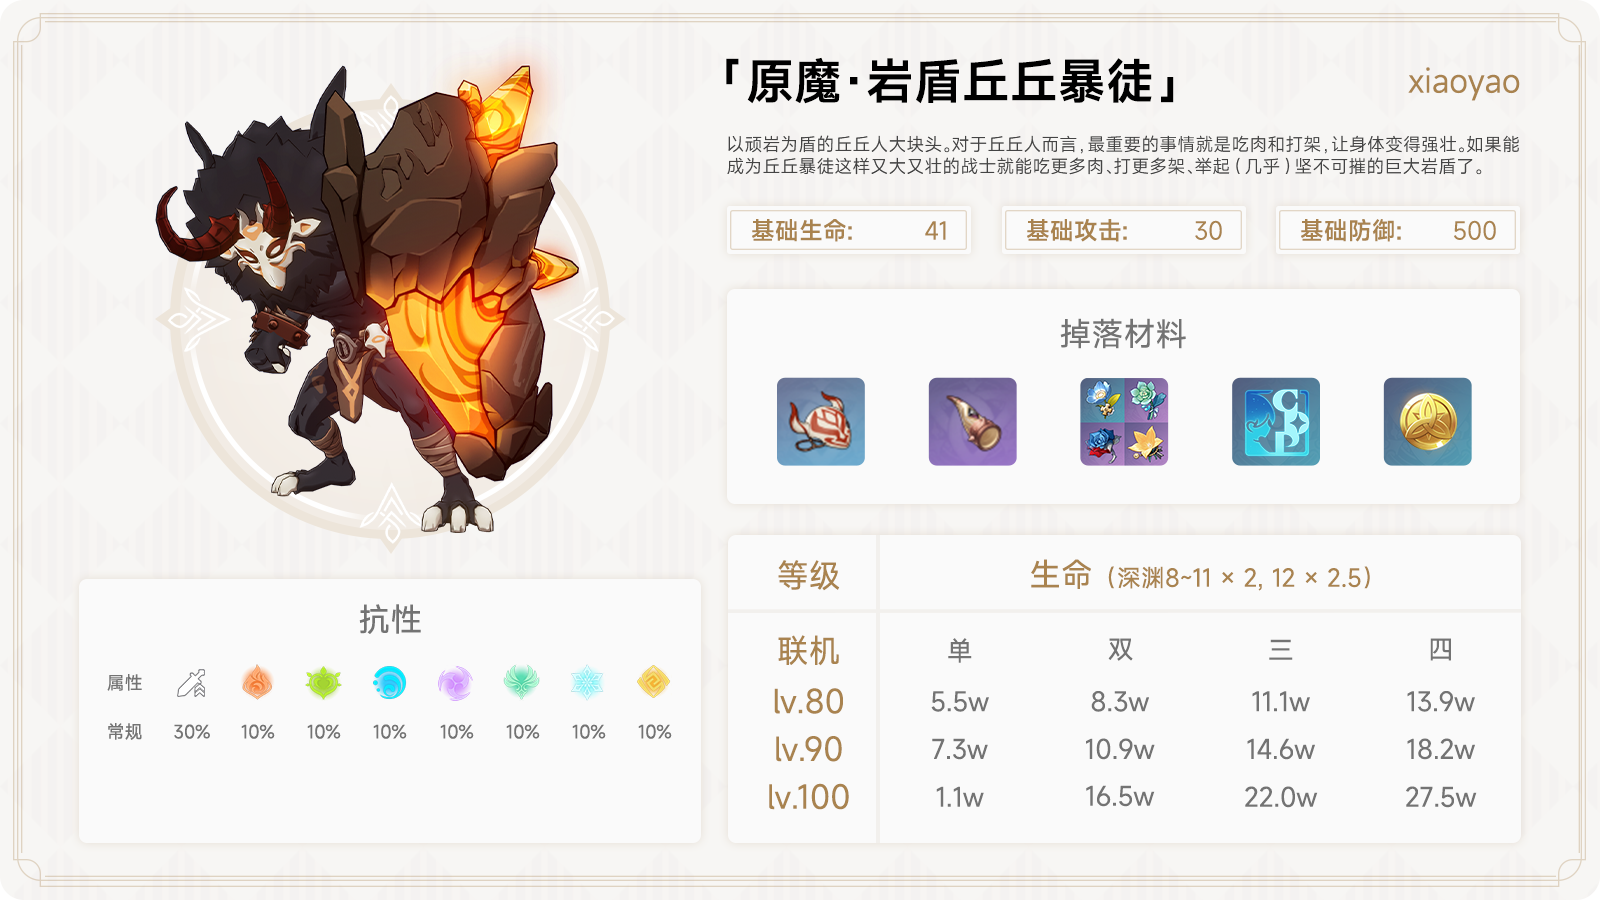 「原魔·岩盾丘丘暴徒」
xiaoyao
以顽岩为盾的丘丘人大块头。对于丘丘人而言，最重要的事情就是吃肉和打架，让身体变得强壮。如果能
成为丘丘暴徒这样又大又壮的战士就能吃更多肉、打更多架、举起（几乎）坚不可摧的巨大岩盾了。
基础生命: 41
基础攻击: 30
基础防御: 500
掉落材料
抗性
属性
常规 30% 10% 10% 10% 10% 10% 10% 10%
等级 生命（深渊8~11 × 2, 12 × 2.5）
联机 单 双 三 四
lv.80 5.5w 8.3w 11.1w 13.9w
lv.90 7.3w 10.9w 14.6w 18.2w
lv.100 1.1w 16.5w 22.0w 27.5w